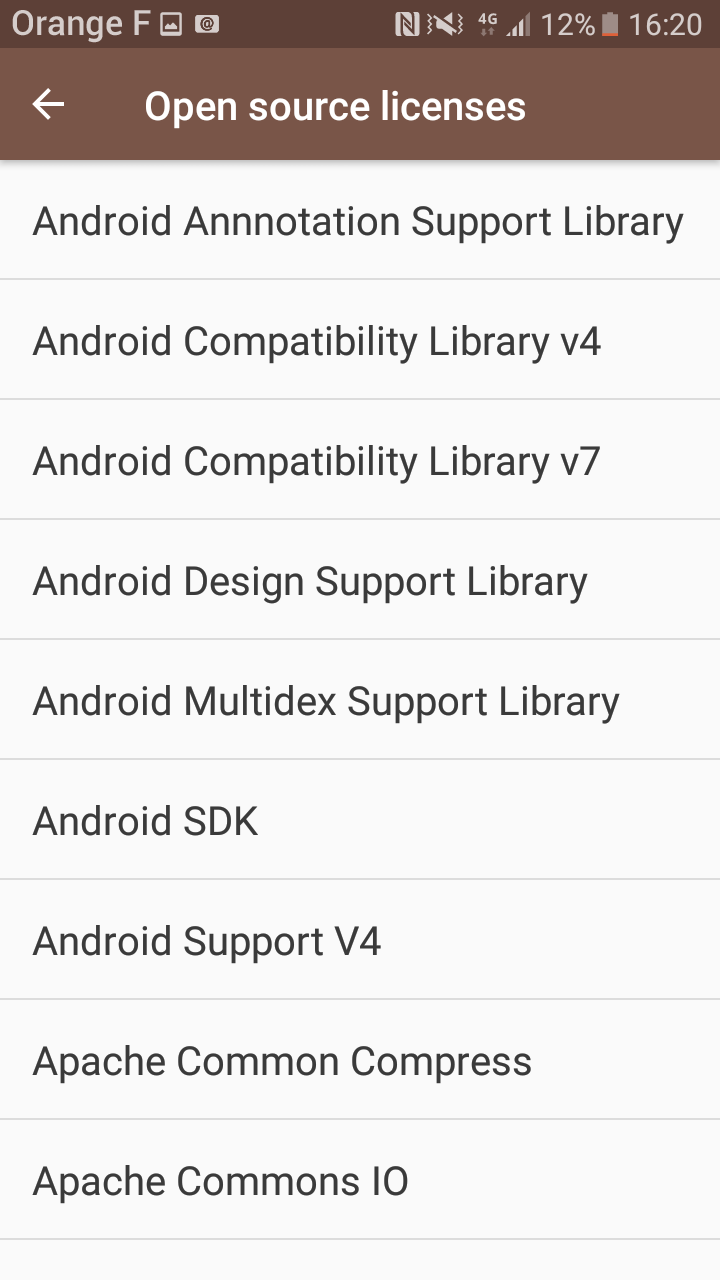 Orange F 4G 12% 16:20
Open source licenses
Android Annnotation Support Library
Android Compatibility Library v4
Android Compatibility Library v7
Android Design Support Library
Android Multidex Support Library
Android SDK
Android Support V4
Apache Common Compress
Apache Commons IO